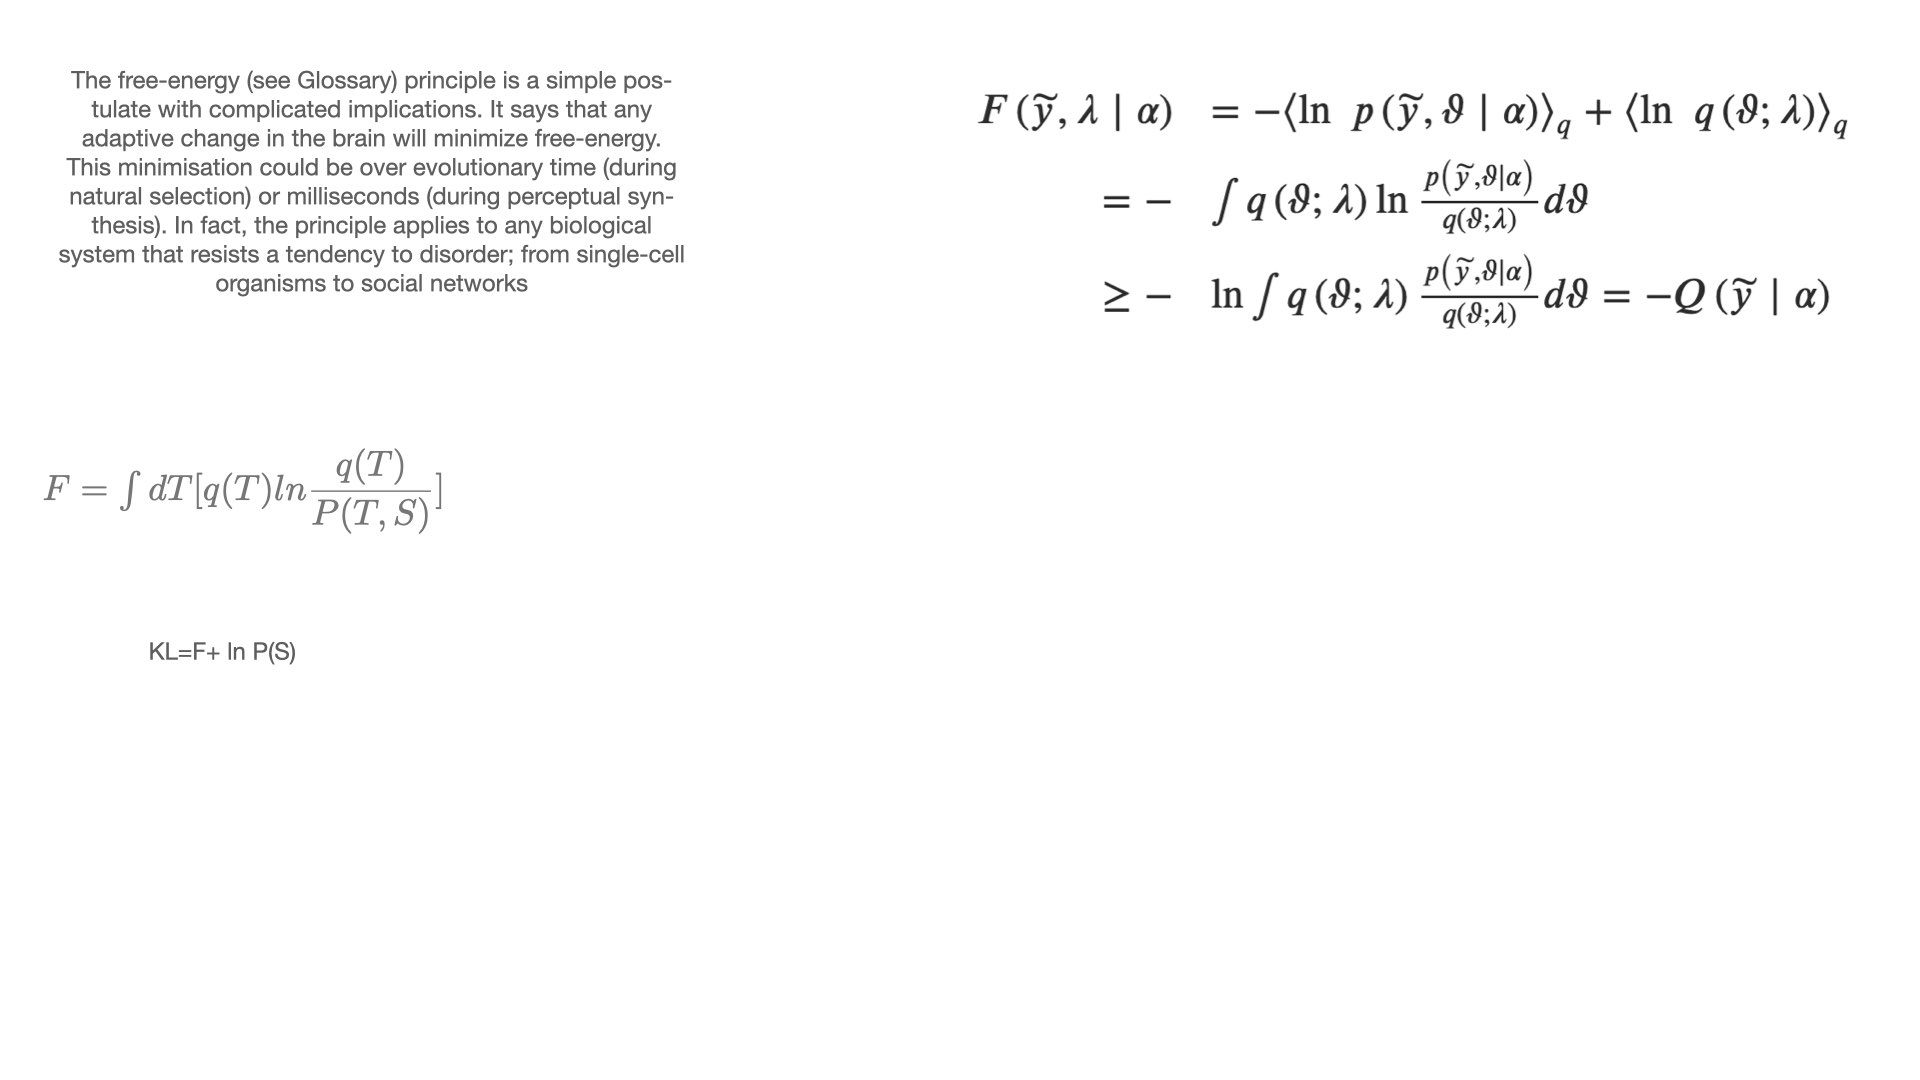 The free-energy (see Glossary) principle is a simple pos-
tulate with complicated implications. It says that any
adaptive change in the brain will minimize free-energy.
This minimisation could be over evolutionary time (during
natural selection) or milliseconds (during perceptual syn-
thesis). In fact, the principle applies to any biological
system that resists a tendency to disorder; from single-cell
organisms to social networks
F = ∫ dT[q(T)ln q(T)/P(T, S)]
KL=F+ ln P(S)
F(ỹ, λ | α) = −⟨ln p(ỹ, ϑ | α)⟩_q + ⟨ln q(ϑ; λ)⟩_q
= − ∫ q(ϑ; λ) ln p(ỹ,ϑ|α)/q(ϑ;λ) dϑ
≥ − ln ∫ q(ϑ; λ) p(ỹ,ϑ|α)/q(ϑ;λ) dϑ = −Q(ỹ | α)